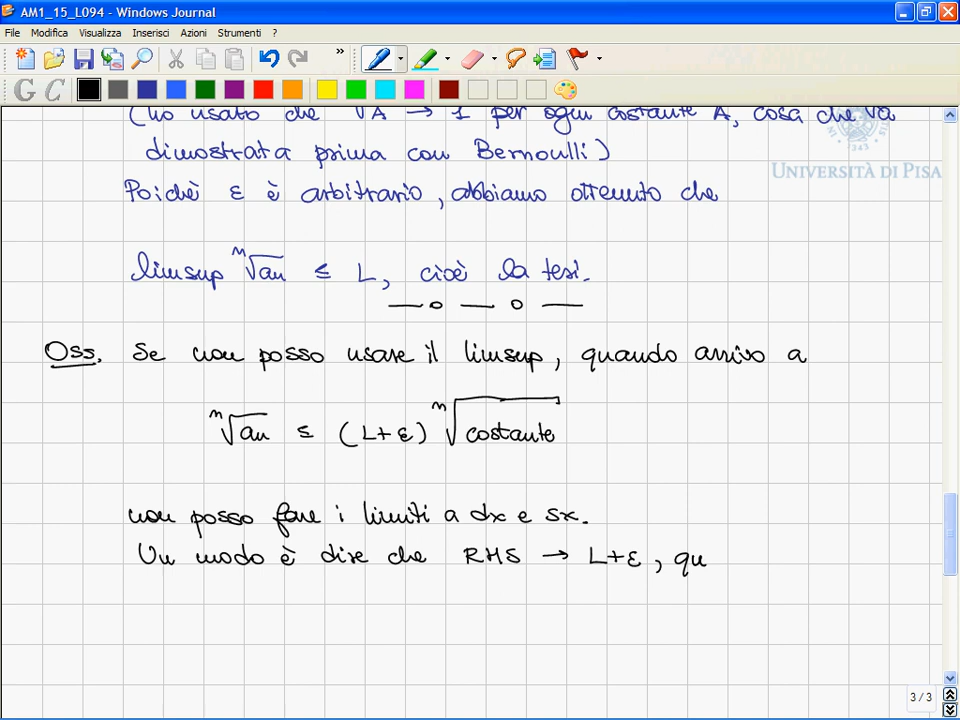 AM1_15_L094 - Windows Journal
File Modifica Visualizza Inserisci Azioni Strumenti ?
(ho usato che ⁿ√A → 1 per ogni costante A, cosa che va
dimostrata prima con Bernoulli)
UNIVERSITÀ DI PISA
Poichè ε è arbitrario, abbiamo ottenuto che
limsup ⁿ√an ≤ L, cioè la tesi.
Oss. Se non posso usare il limsup, quando arrivo a
ⁿ√an ≤ (L+ε) ⁿ√costante
non posso fare i limiti a dx e sx.
Un modo è dire che RHS → L+ε, qu
3 / 3